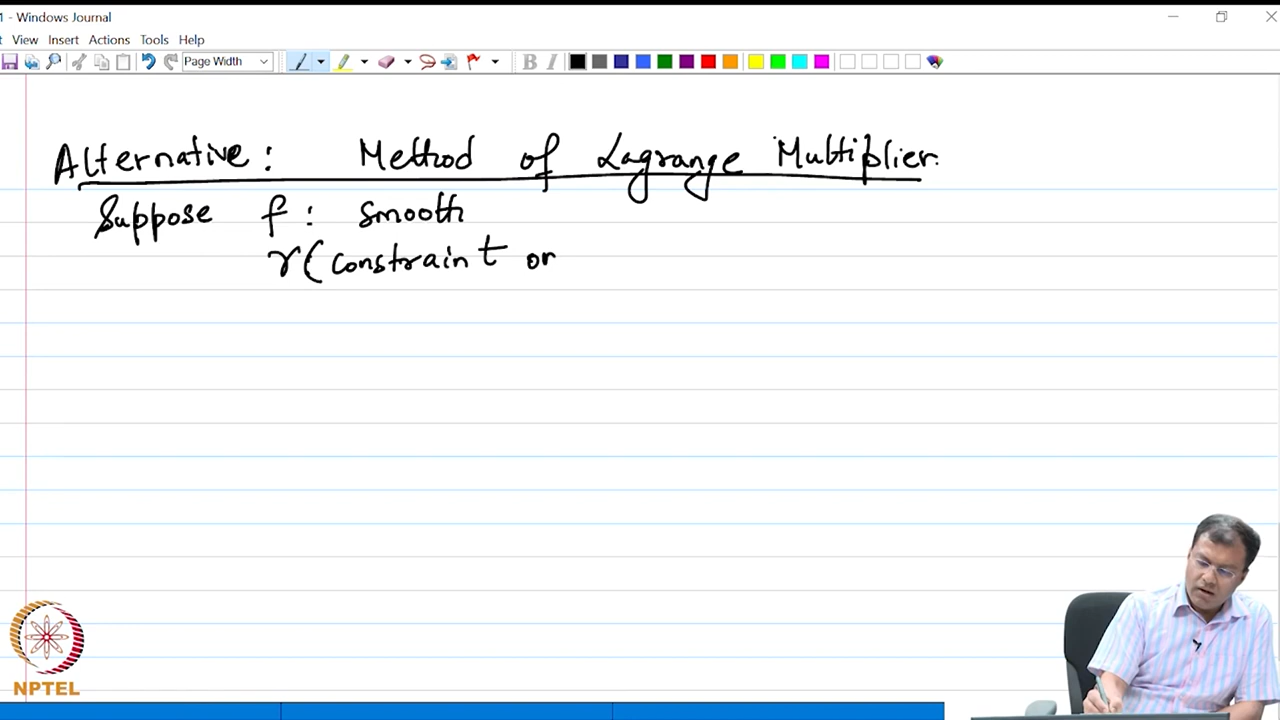 1 - Windows Journal
t View Insert Actions Tools Help
Page Width
B I
Alternative: Method of Lagrange Multiplier.
Suppose f: smooth
γ(constraint or
NPTEL